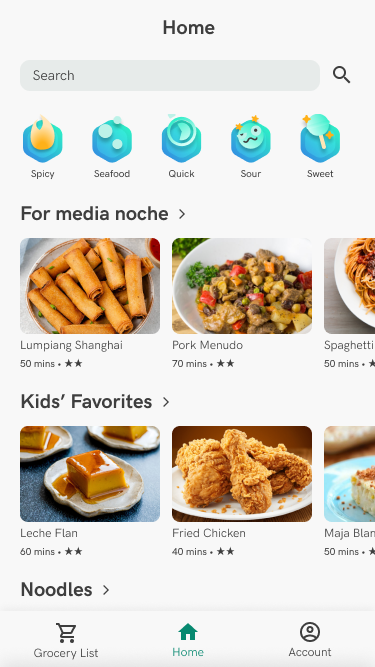 Home
Search
Spicy
Seafood
Quick
Sour
Sweet
For media noche
Lumpiang Shanghai
Pork Menudo
Spaghetti
50 mins • ★★
70 mins • ★★
50 mins •
Kids’ Favorites
Leche Flan
Fried Chicken
Maja Blan
60 mins • ★★
40 mins • ★★
50 mins •
Noodles
Grocery List
Home
Account